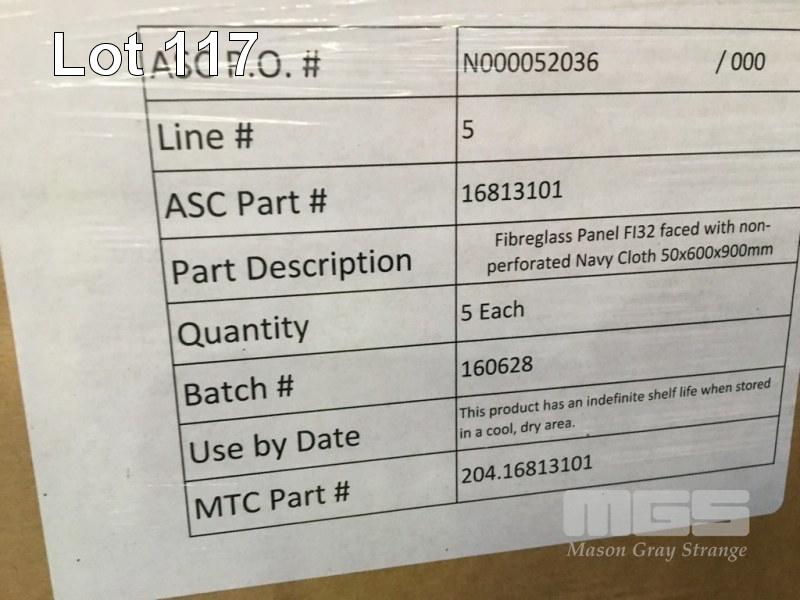 Lot 117
ASC P.O. # N000052036 /000
Line # 5
ASC Part # 16813101
Part Description Fibreglass Panel FI32 faced with non-
perforated Navy Cloth 50x600x900mm
Quantity 5 Each
Batch # 160628
Use by Date This product has an indefinite shelf life when stored
in a cool, dry area.
MTC Part # 204.16813101
MGS
Mason Gray Strange